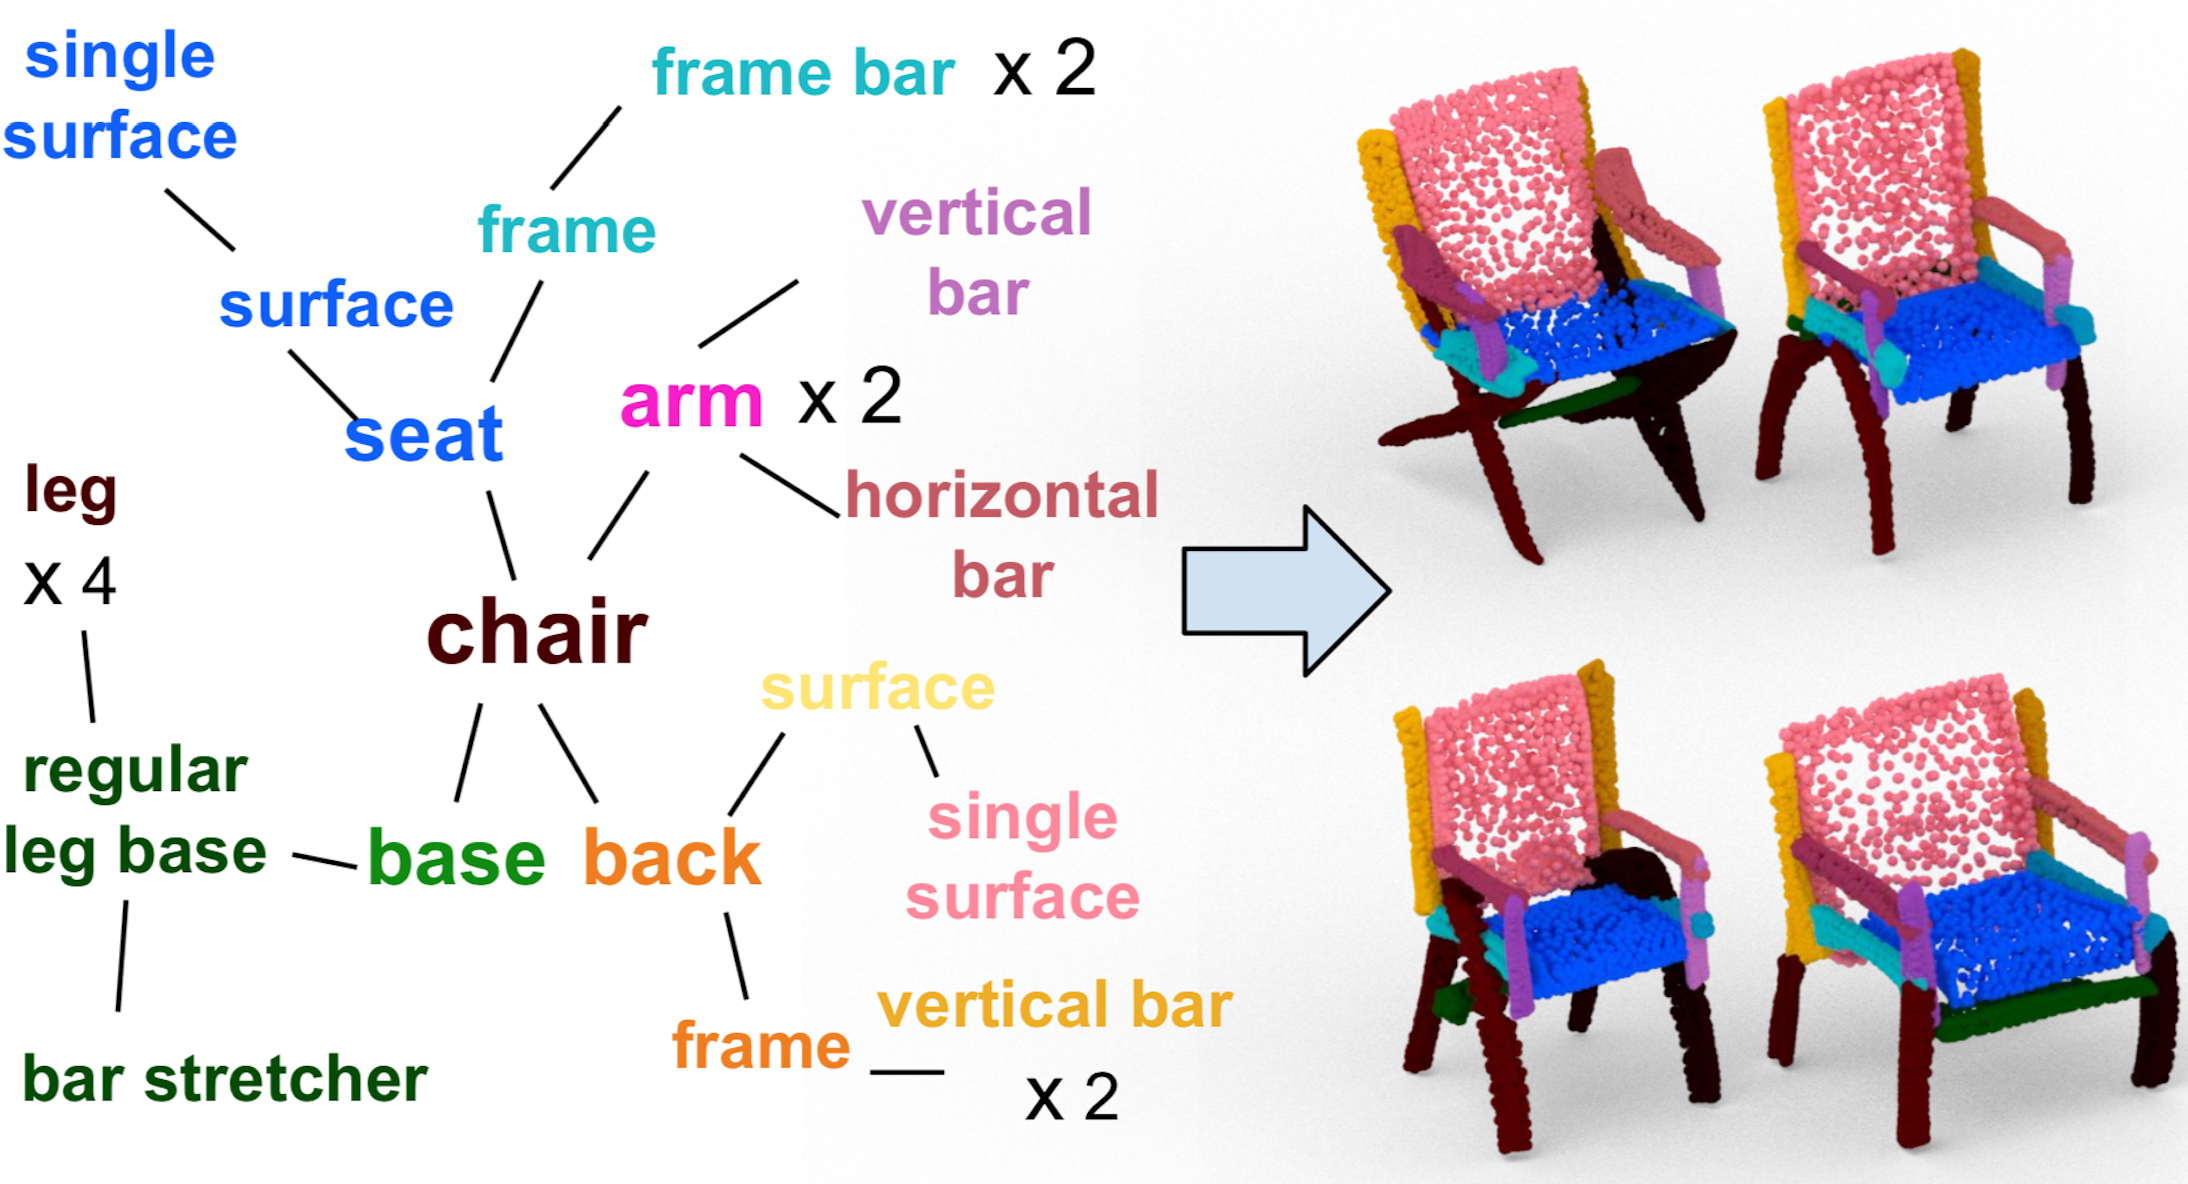 single
surface
frame bar x 2
frame
vertical
bar
surface
seat
arm x 2
leg
x 4
horizontal
bar
chair
surface
regular
leg base
base
back
single
surface
frame
vertical bar
x 2
bar stretcher